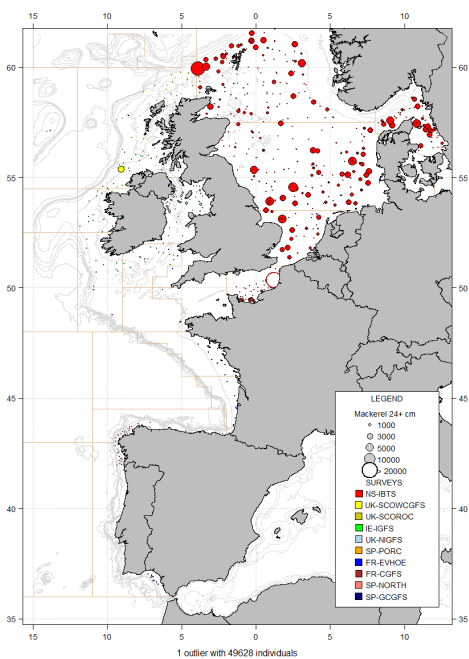 15 10 5 0 5 10
60 60
55 55
50 50
45 45
40 40
35 35
LEGEND
Mackerel 24+ cm
1000
3000
5000
10000
> 20000
SURVEYS:
NS-IBTS
UK-SCOWCGFS
UK-SCOROC
IE-IGFS
UK-NIGFS
SP-PORC
FR-EVHOE
FR-CGFS
SP-NORTH
SP-GCGFS
15 10 5 0 5 10
1 outlier with 49628 individuals